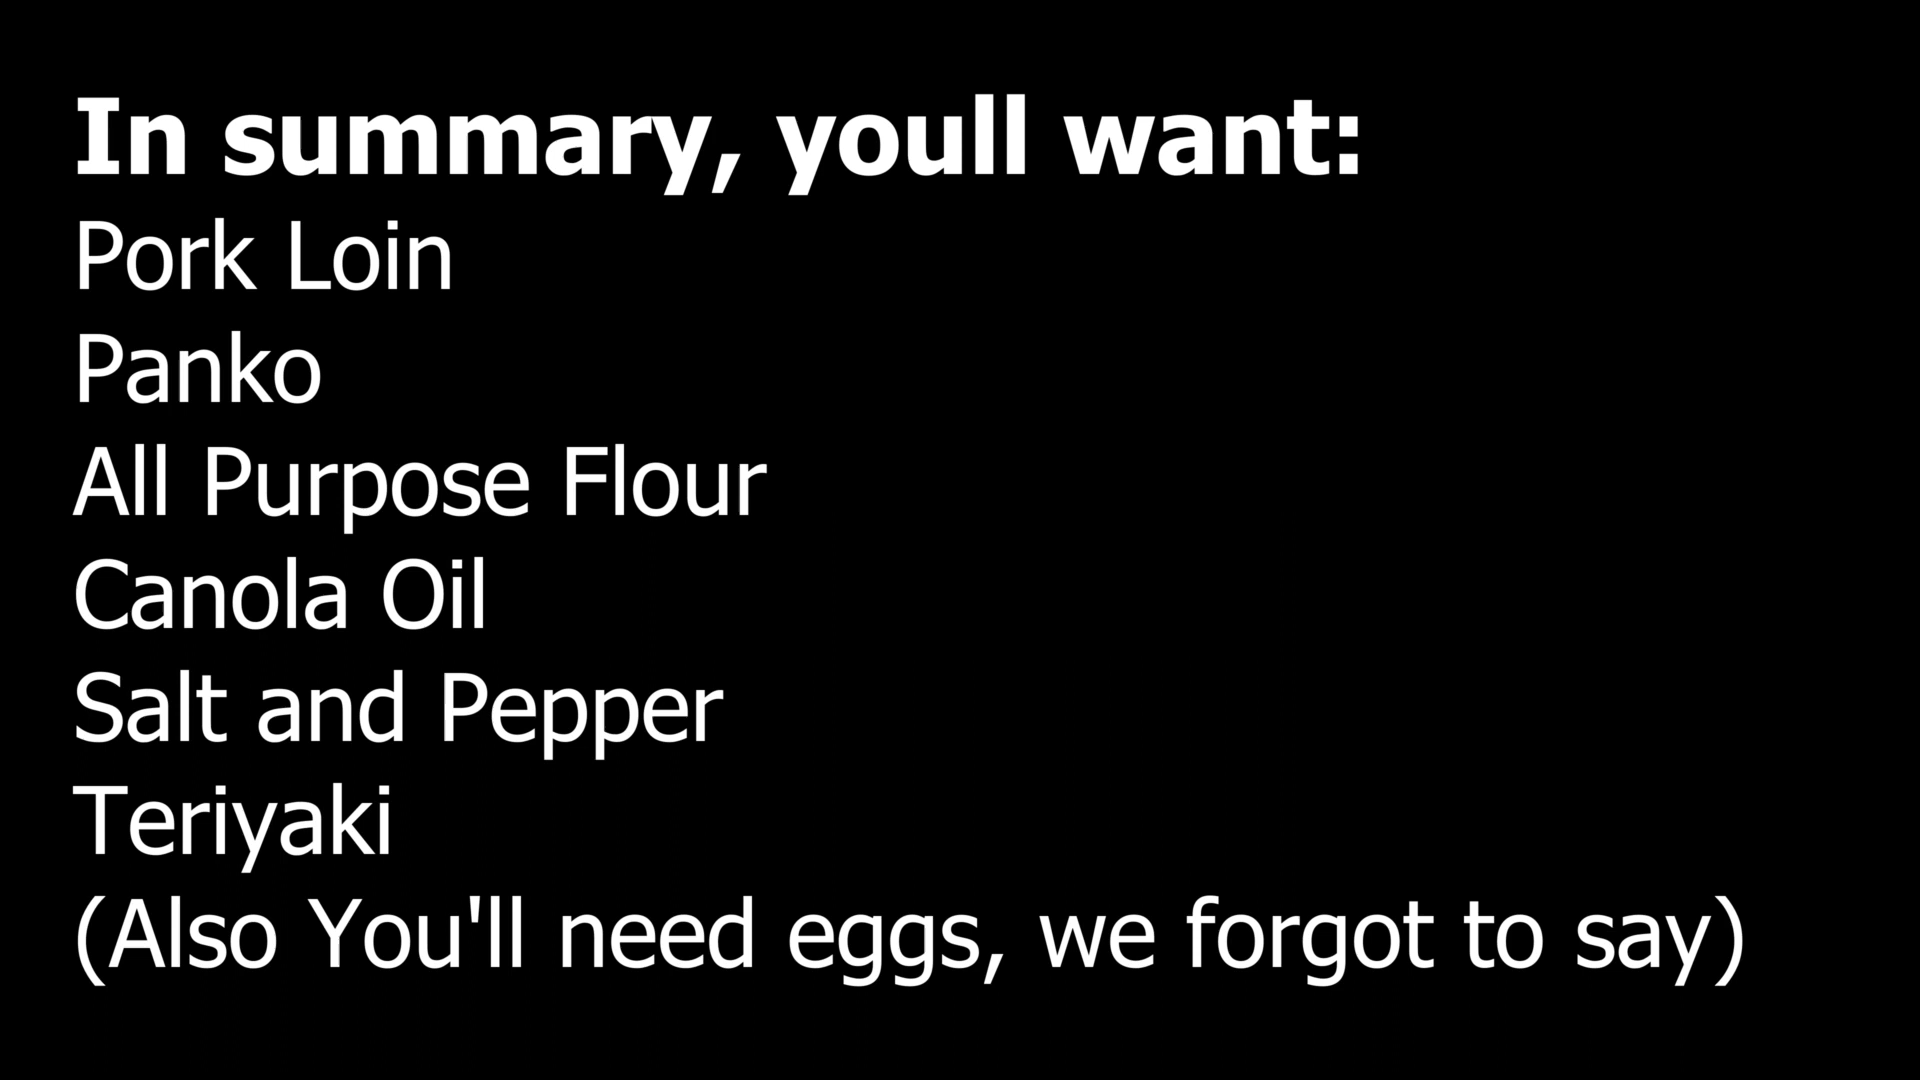 In summary, youll want:
Pork Loin
Panko
All Purpose Flour
Canola Oil
Salt and Pepper
Teriyaki
(Also You'll need eggs, we forgot to say)